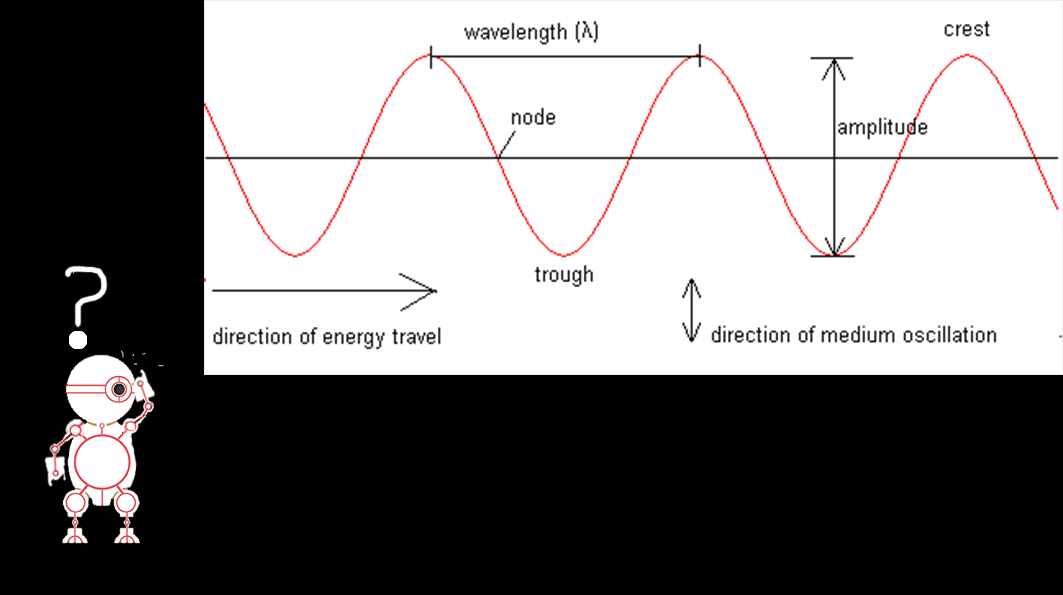 wavelength (λ)
crest
node
amplitude
trough
direction of energy travel
direction of medium oscillation
?